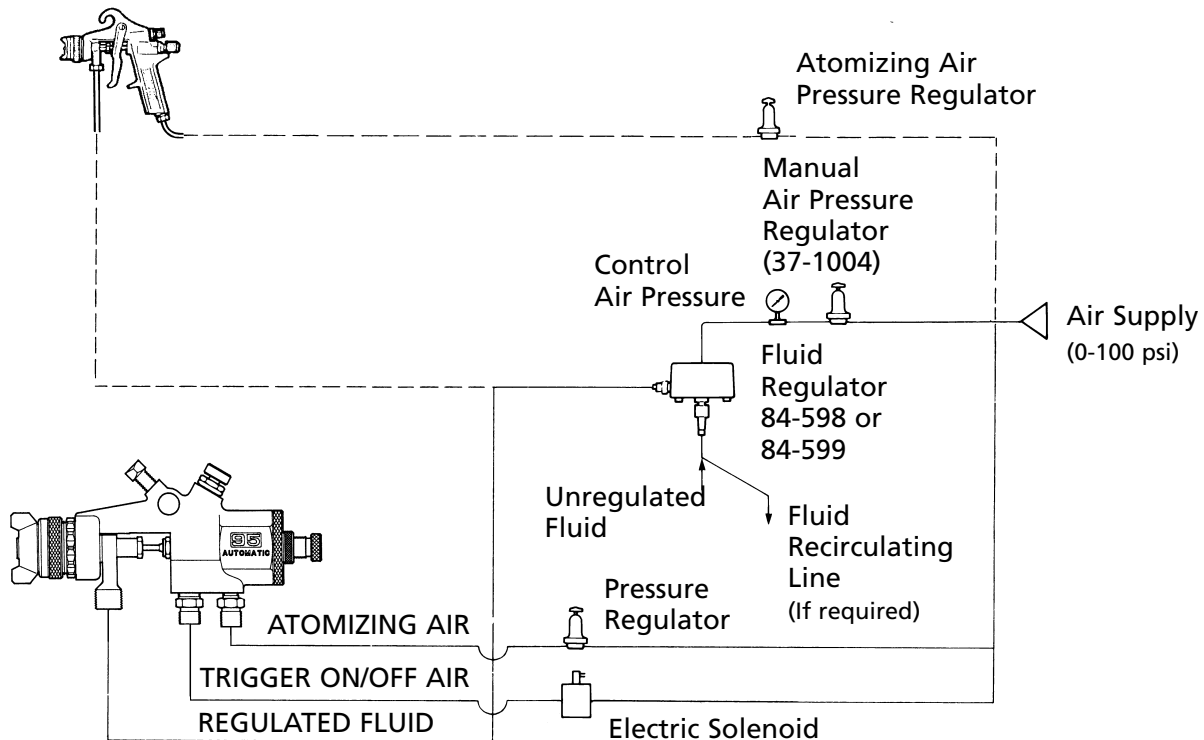 Atomizing Air
Pressure Regulator
Manual
Air Pressure
Regulator
(37-1004)
Control
Air Pressure
Air Supply
(0-100 psi)
Fluid
Regulator
84-598 or
84-599
Unregulated
Fluid
Fluid
Recirculating
Line
(If required)
95
AUTOMATIC
Pressure
Regulator
ATOMIZING AIR
TRIGGER ON/OFF AIR
REGULATED FLUID
Electric Solenoid